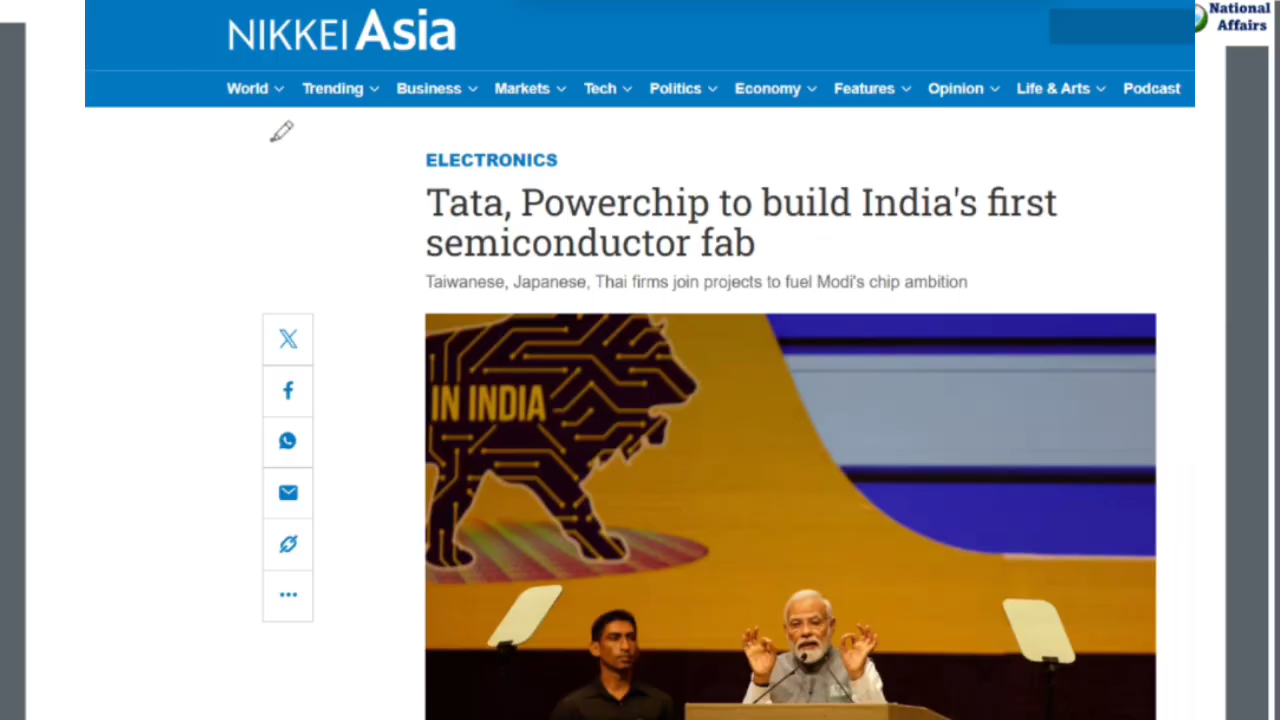 NIKKEI Asia
National
Affairs
World Trending Business Markets Tech Politics Economy Features Opinion Life & Arts Podcast
ELECTRONICS
Tata, Powerchip to build India's first
semiconductor fab
Taiwanese, Japanese, Thai firms join projects to fuel Modi's chip ambition
IN INDIA